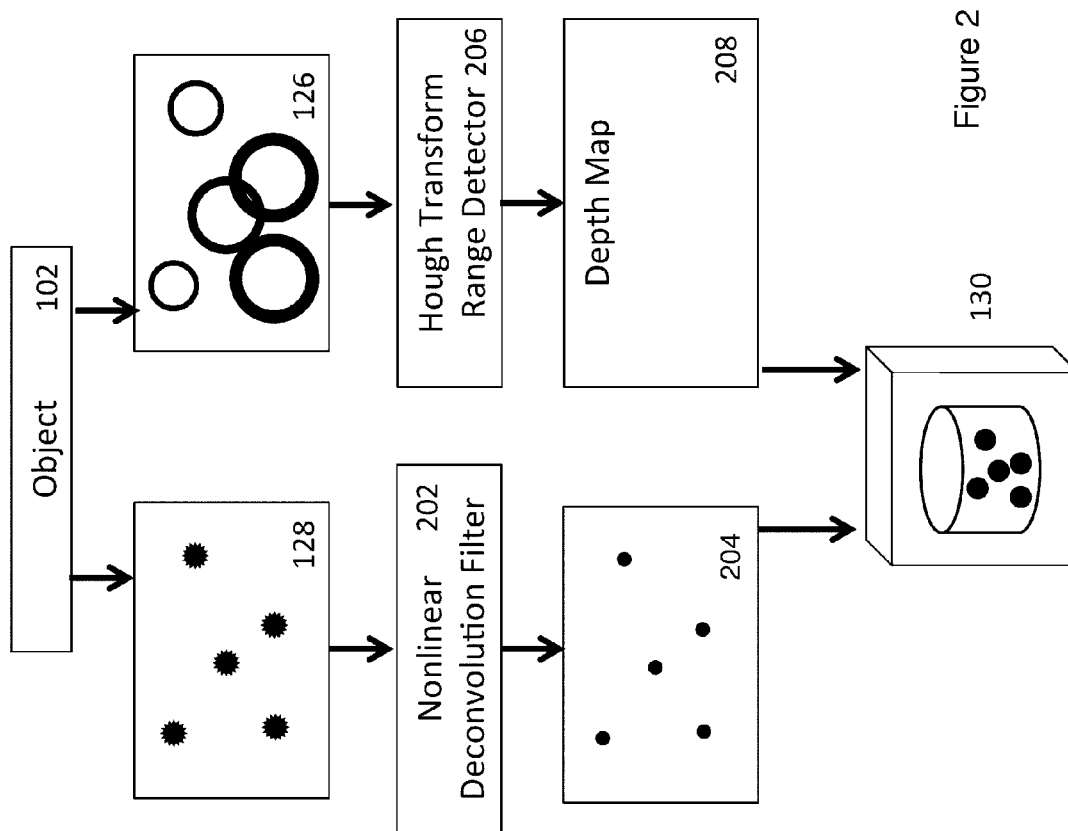 Object 102
128
126
Nonlinear 202
Deconvolution Filter
Hough Transform
Range Detector 206
204
Depth Map
208
130
Figure 2